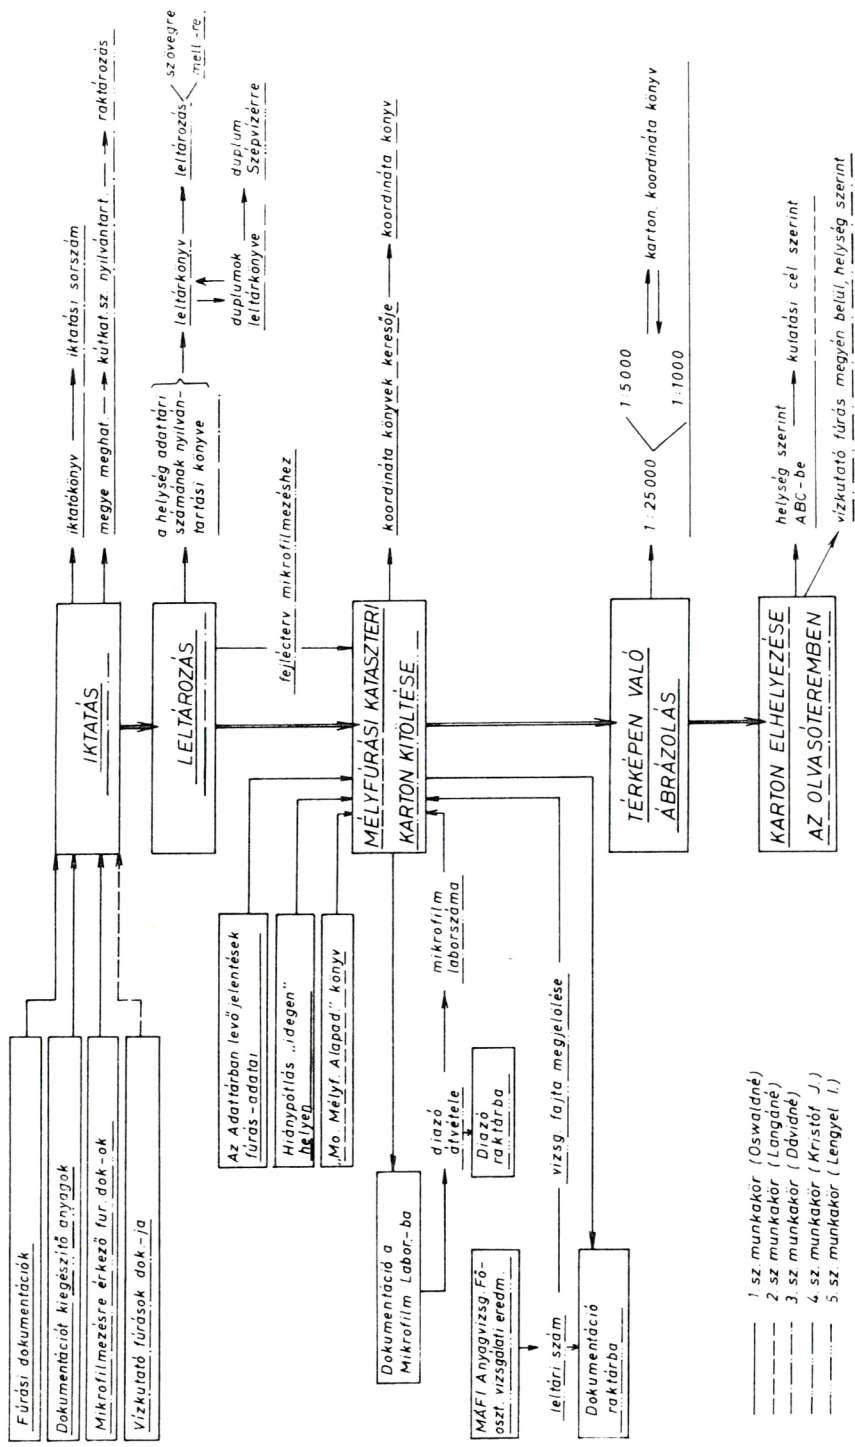 Fúrási dokumentációk
Dokumentációt kiegészítő anyagok
Mikrofilmezésre érkező fur. dok-ok
Vízkutató fúrások dok-ja
IKTATÁS
iktatókönyv
iktatási sorszám
megye meghat.
kútkat.sz. nyilvántart.
raktározás
LELTÁROZÁS
a helység adattári
számának nyilván-
tartási könyve
leltárkönyv
leltározás
szövegre
mell-re
duplumok
leltárkönyve
duplum
Szépvízérre
fejlécterv mikrofilmezéshez
Az Adattárban levő jelentések
fúrás-adatai
Hiánypótlás „idegen"
helyen
„Mo. Mélyf. Alapad." könyv
MÉLYFÚRÁSI KATASZTERI
KARTON KITÖLTÉSE
koordináta könyvek keresője
koordináta könyv
Dokumentáció a
Mikrofilm Labor.-ba
diazó
átvétele
mikrofilm
laborszáma
Diazó
raktárba
MÁFI Anyagvizsg. Fő-
oszt. vizsgálati eredm.
leltári szám
vizsg. fajta megjelölése
Dokumentáció
raktárba
TÉRKÉPEN VALÓ
ÁBRÁZOLÁS
1:25000
1:5000
1:1000
karton. koordináta könyv
KARTON ELHELYEZÉSE
AZ OLVASÓTEREMBEN
helység szerint
ABC-be
kutatási cél szerint
vízkutató fúrás megyén belül, helység szerint
1. sz. munkakör (Oswaldné)
2. sz munkakör (Langáné)
3. sz. munkakör (Dávidné)
4. sz. munkakör (Kristóf J.)
5. sz. munkakör (Lengyel I.)